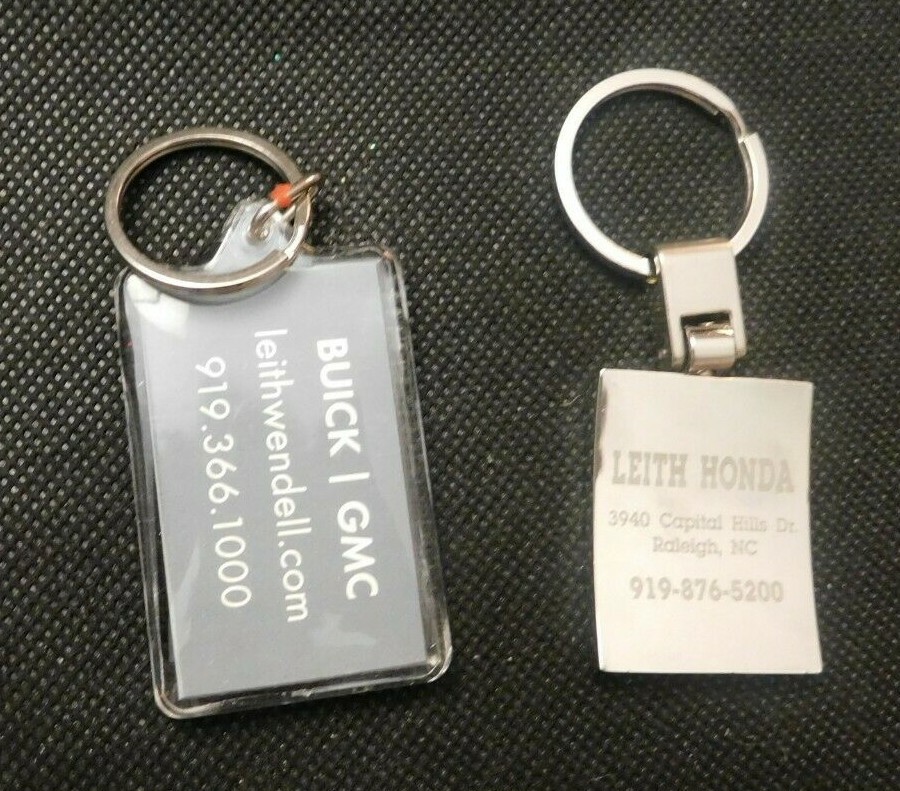 BUICK | GMC
leithwendell.com
919.366.1000
LEITH HONDA
3940 Capital Hills Dr.
Raleigh, NC
919-876-5200